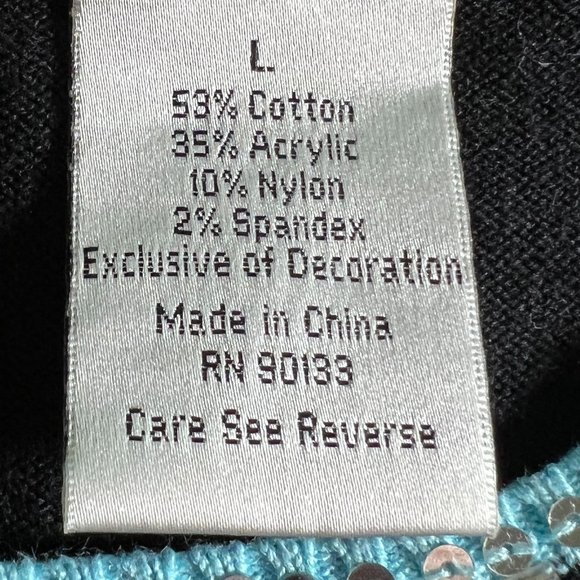 L
53% Cotton
35% Acrylic
10% Nylon
2% Spandex
Exclusive of Decoration
Made in China
RN 90133
Care See Reverse